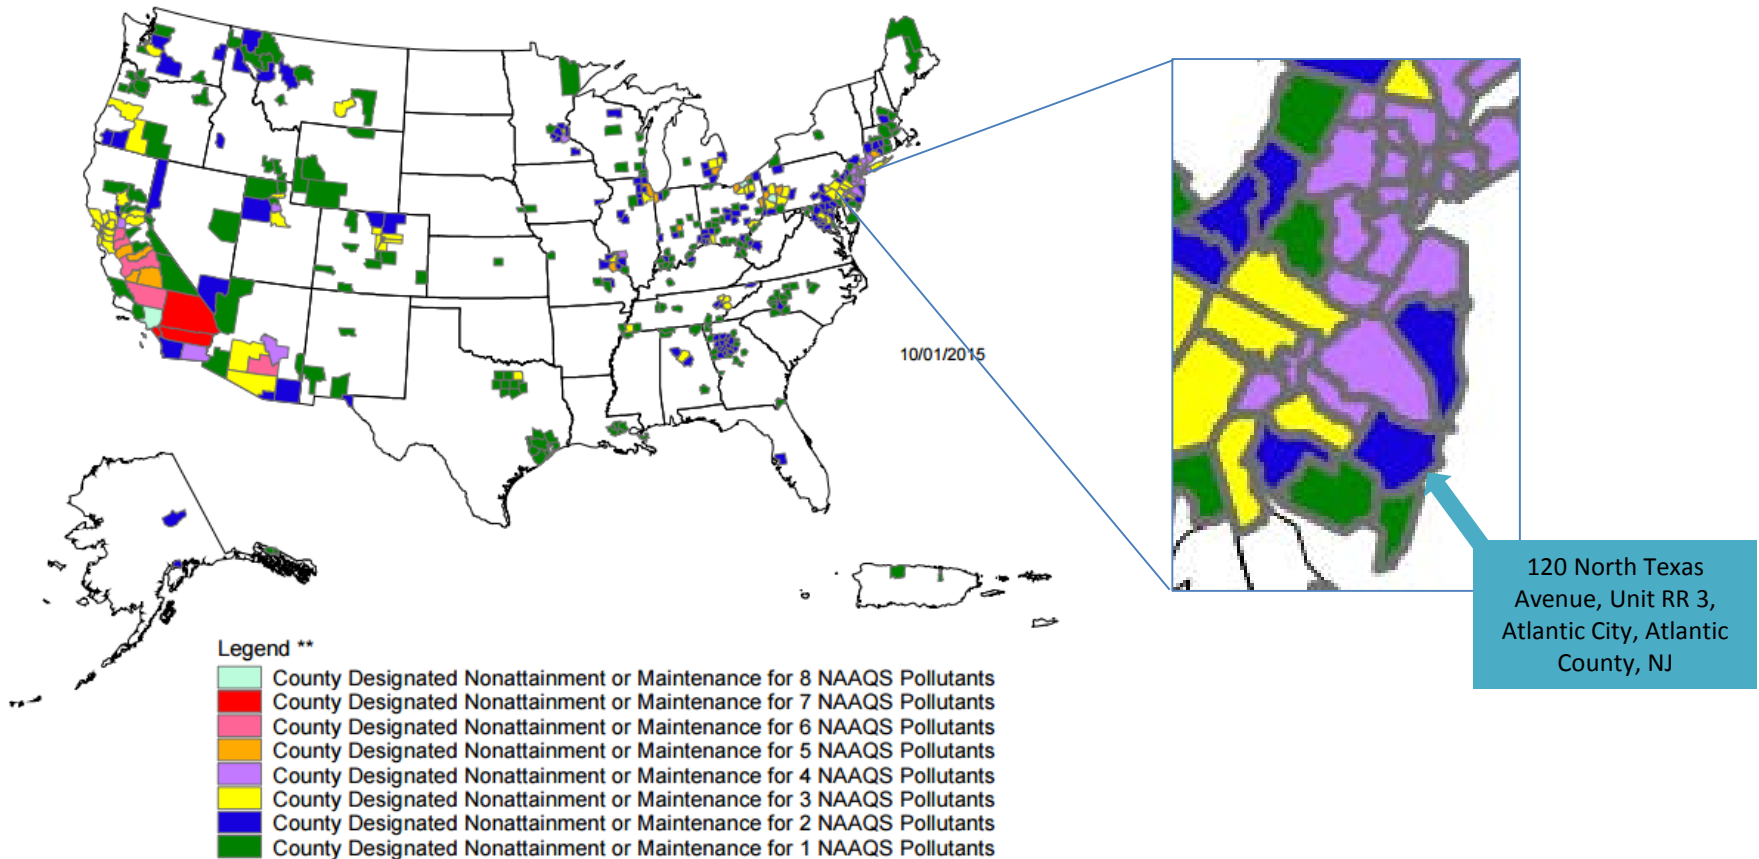 10/01/2015
120 North Texas
Avenue, Unit RR 3,
Atlantic City, Atlantic
County, NJ
Legend **
County Designated Nonattainment or Maintenance for 8 NAAQS Pollutants
County Designated Nonattainment or Maintenance for 7 NAAQS Pollutants
County Designated Nonattainment or Maintenance for 6 NAAQS Pollutants
County Designated Nonattainment or Maintenance for 5 NAAQS Pollutants
County Designated Nonattainment or Maintenance for 4 NAAQS Pollutants
County Designated Nonattainment or Maintenance for 3 NAAQS Pollutants
County Designated Nonattainment or Maintenance for 2 NAAQS Pollutants
County Designated Nonattainment or Maintenance for 1 NAAQS Pollutants